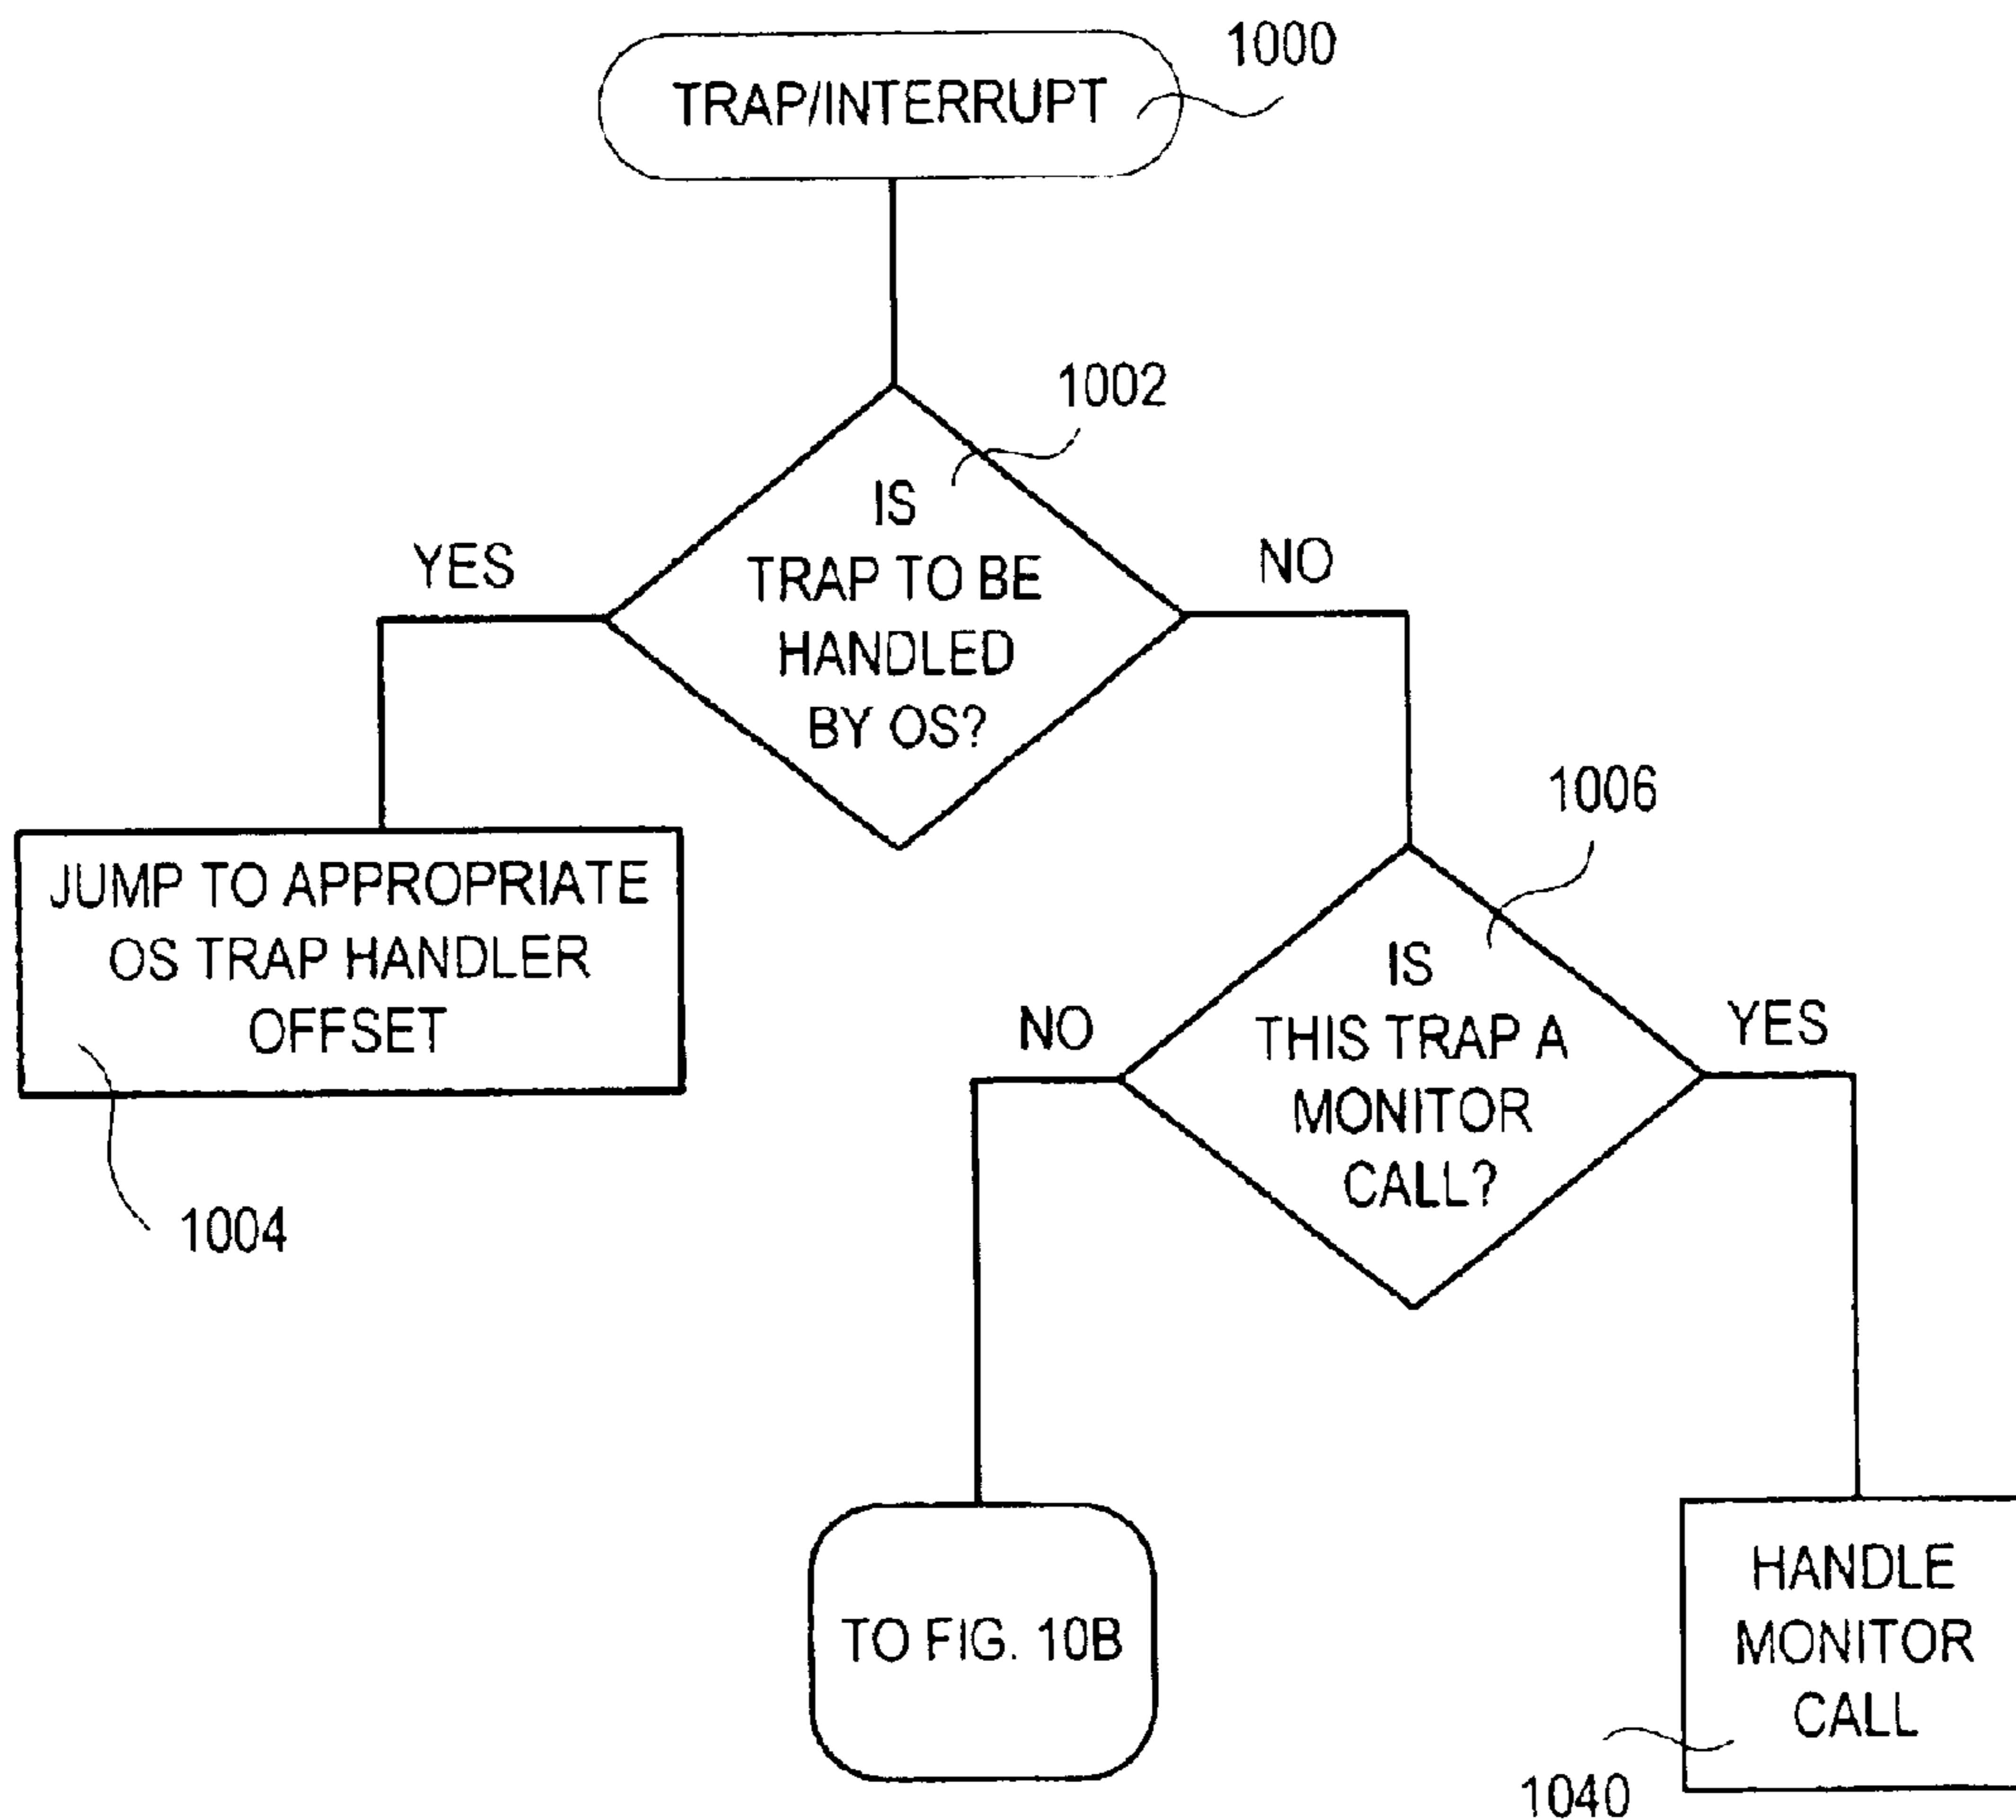 1000
TRAP/INTERRUPT
1002
IS
TRAP TO BE
HANDLED
BY OS?
YES
NO
JUMP TO APPROPRIATE
OS TRAP HANDLER
OFFSET
1004
1006
IS
THIS TRAP A
MONITOR
CALL?
NO
YES
TO FIG. 10B
HANDLE
MONITOR
CALL
1040